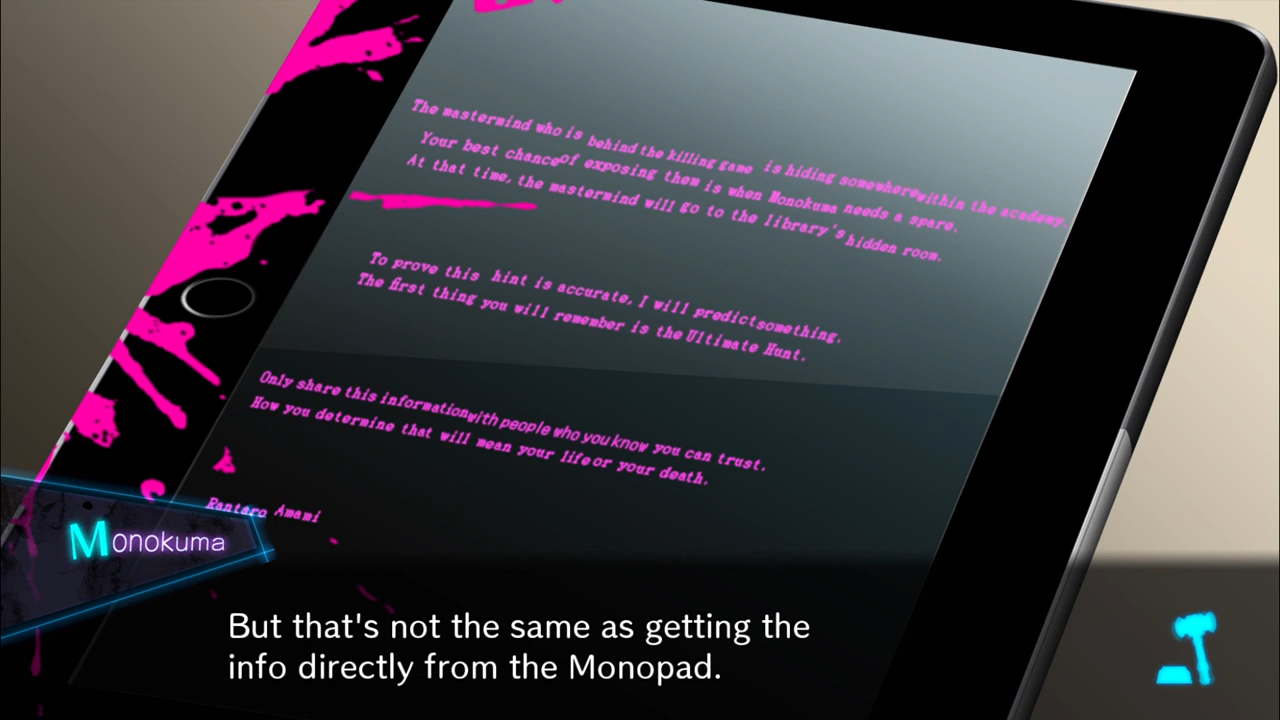 The mastermind who is behind the killing game is hiding somewhere within the academy.
Your best chance of exposing them is when Monokuma needs a spare.
At that time, the mastermind will go to the library's hidden room.
To prove this hint is accurate, I will predict something.
The first thing you will remember is the Ultimate Hunt.
Only share this information with people who you know you can trust.
How you determine that will mean your life or your death.
Rantaro Amami
Monokuma
But that's not the same as getting the
info directly from the Monopad.